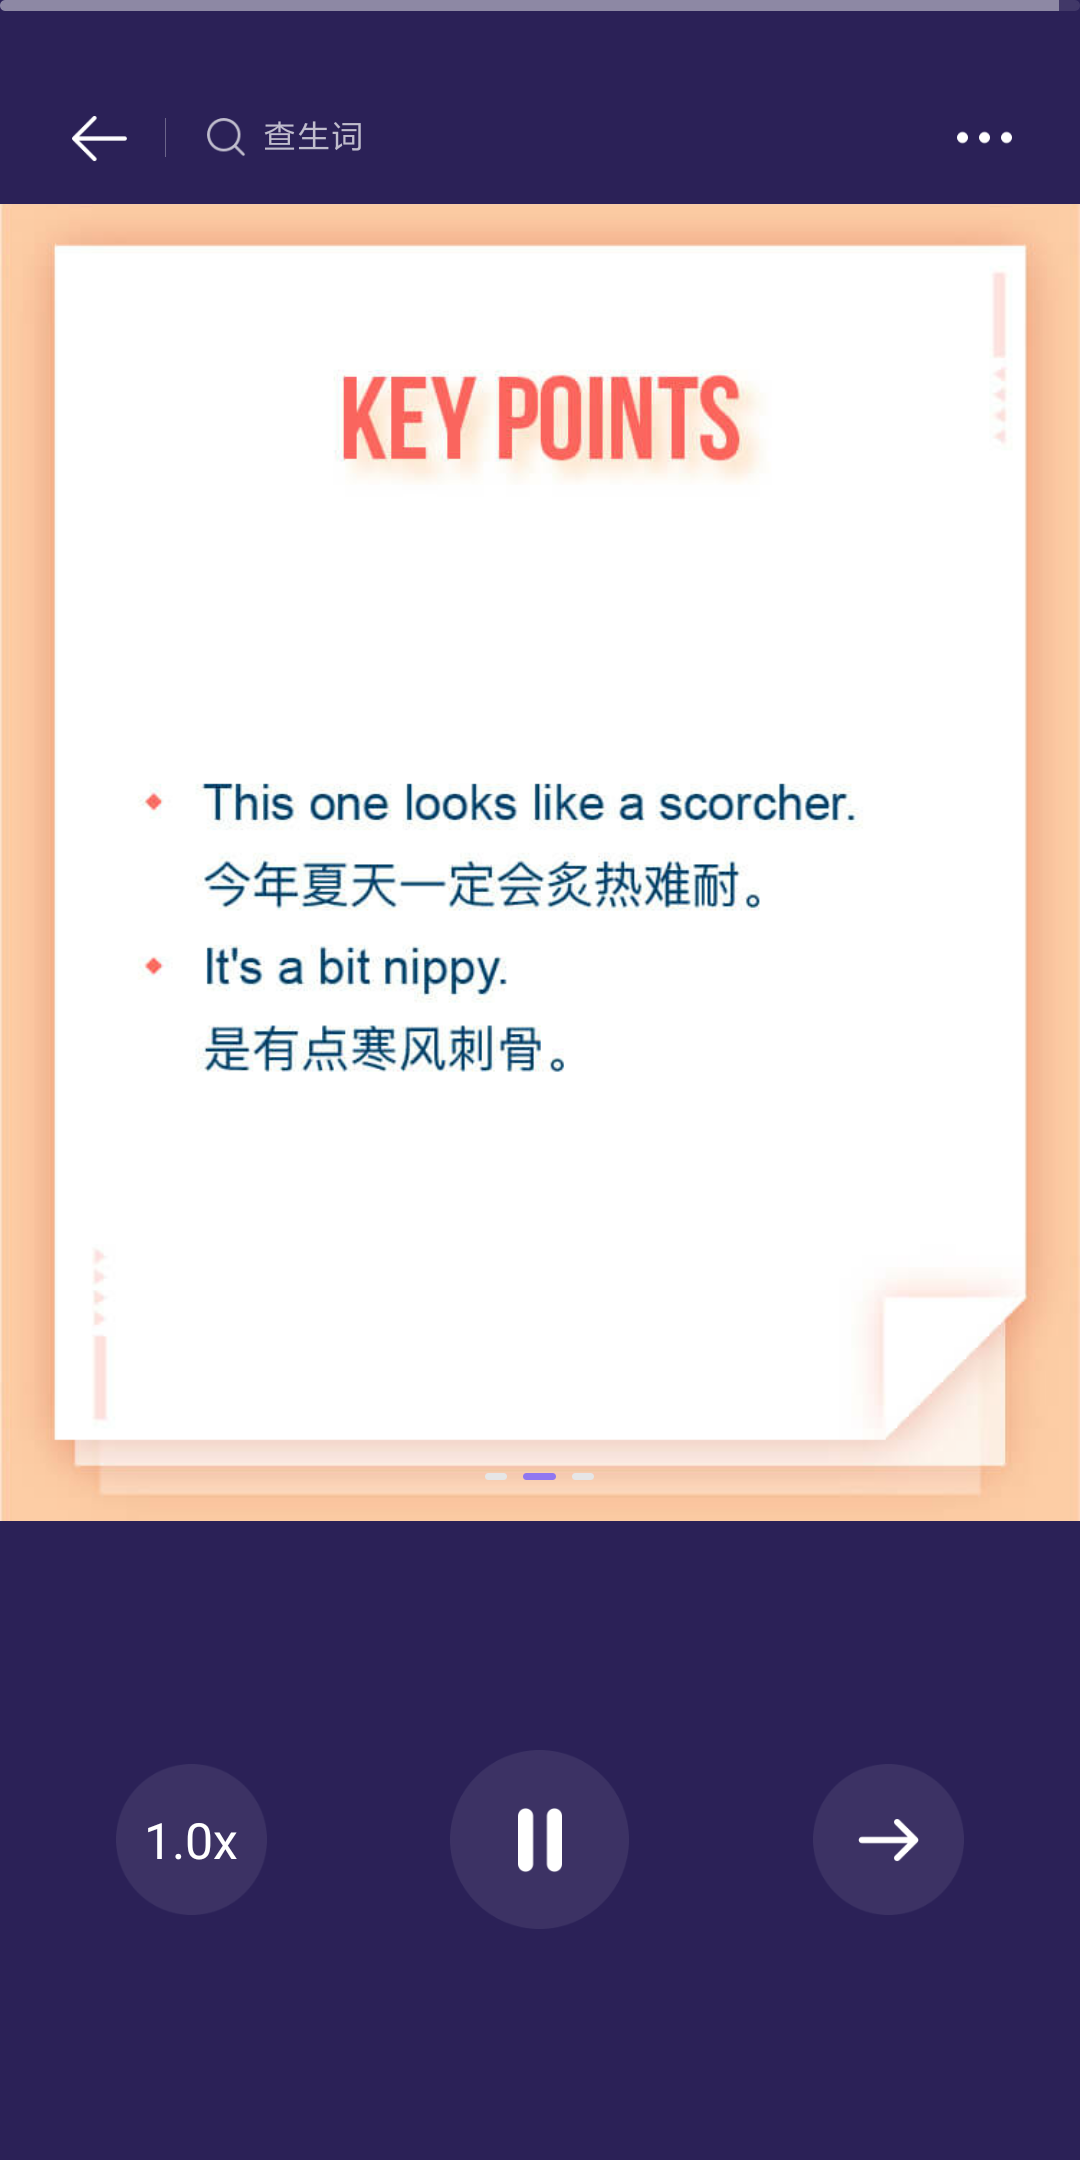 查生词
KEY POINTS
This one looks like a scorcher.
今年夏天一定会炙热难耐。
It's a bit nippy.
是有点寒风刺骨。
1.0x